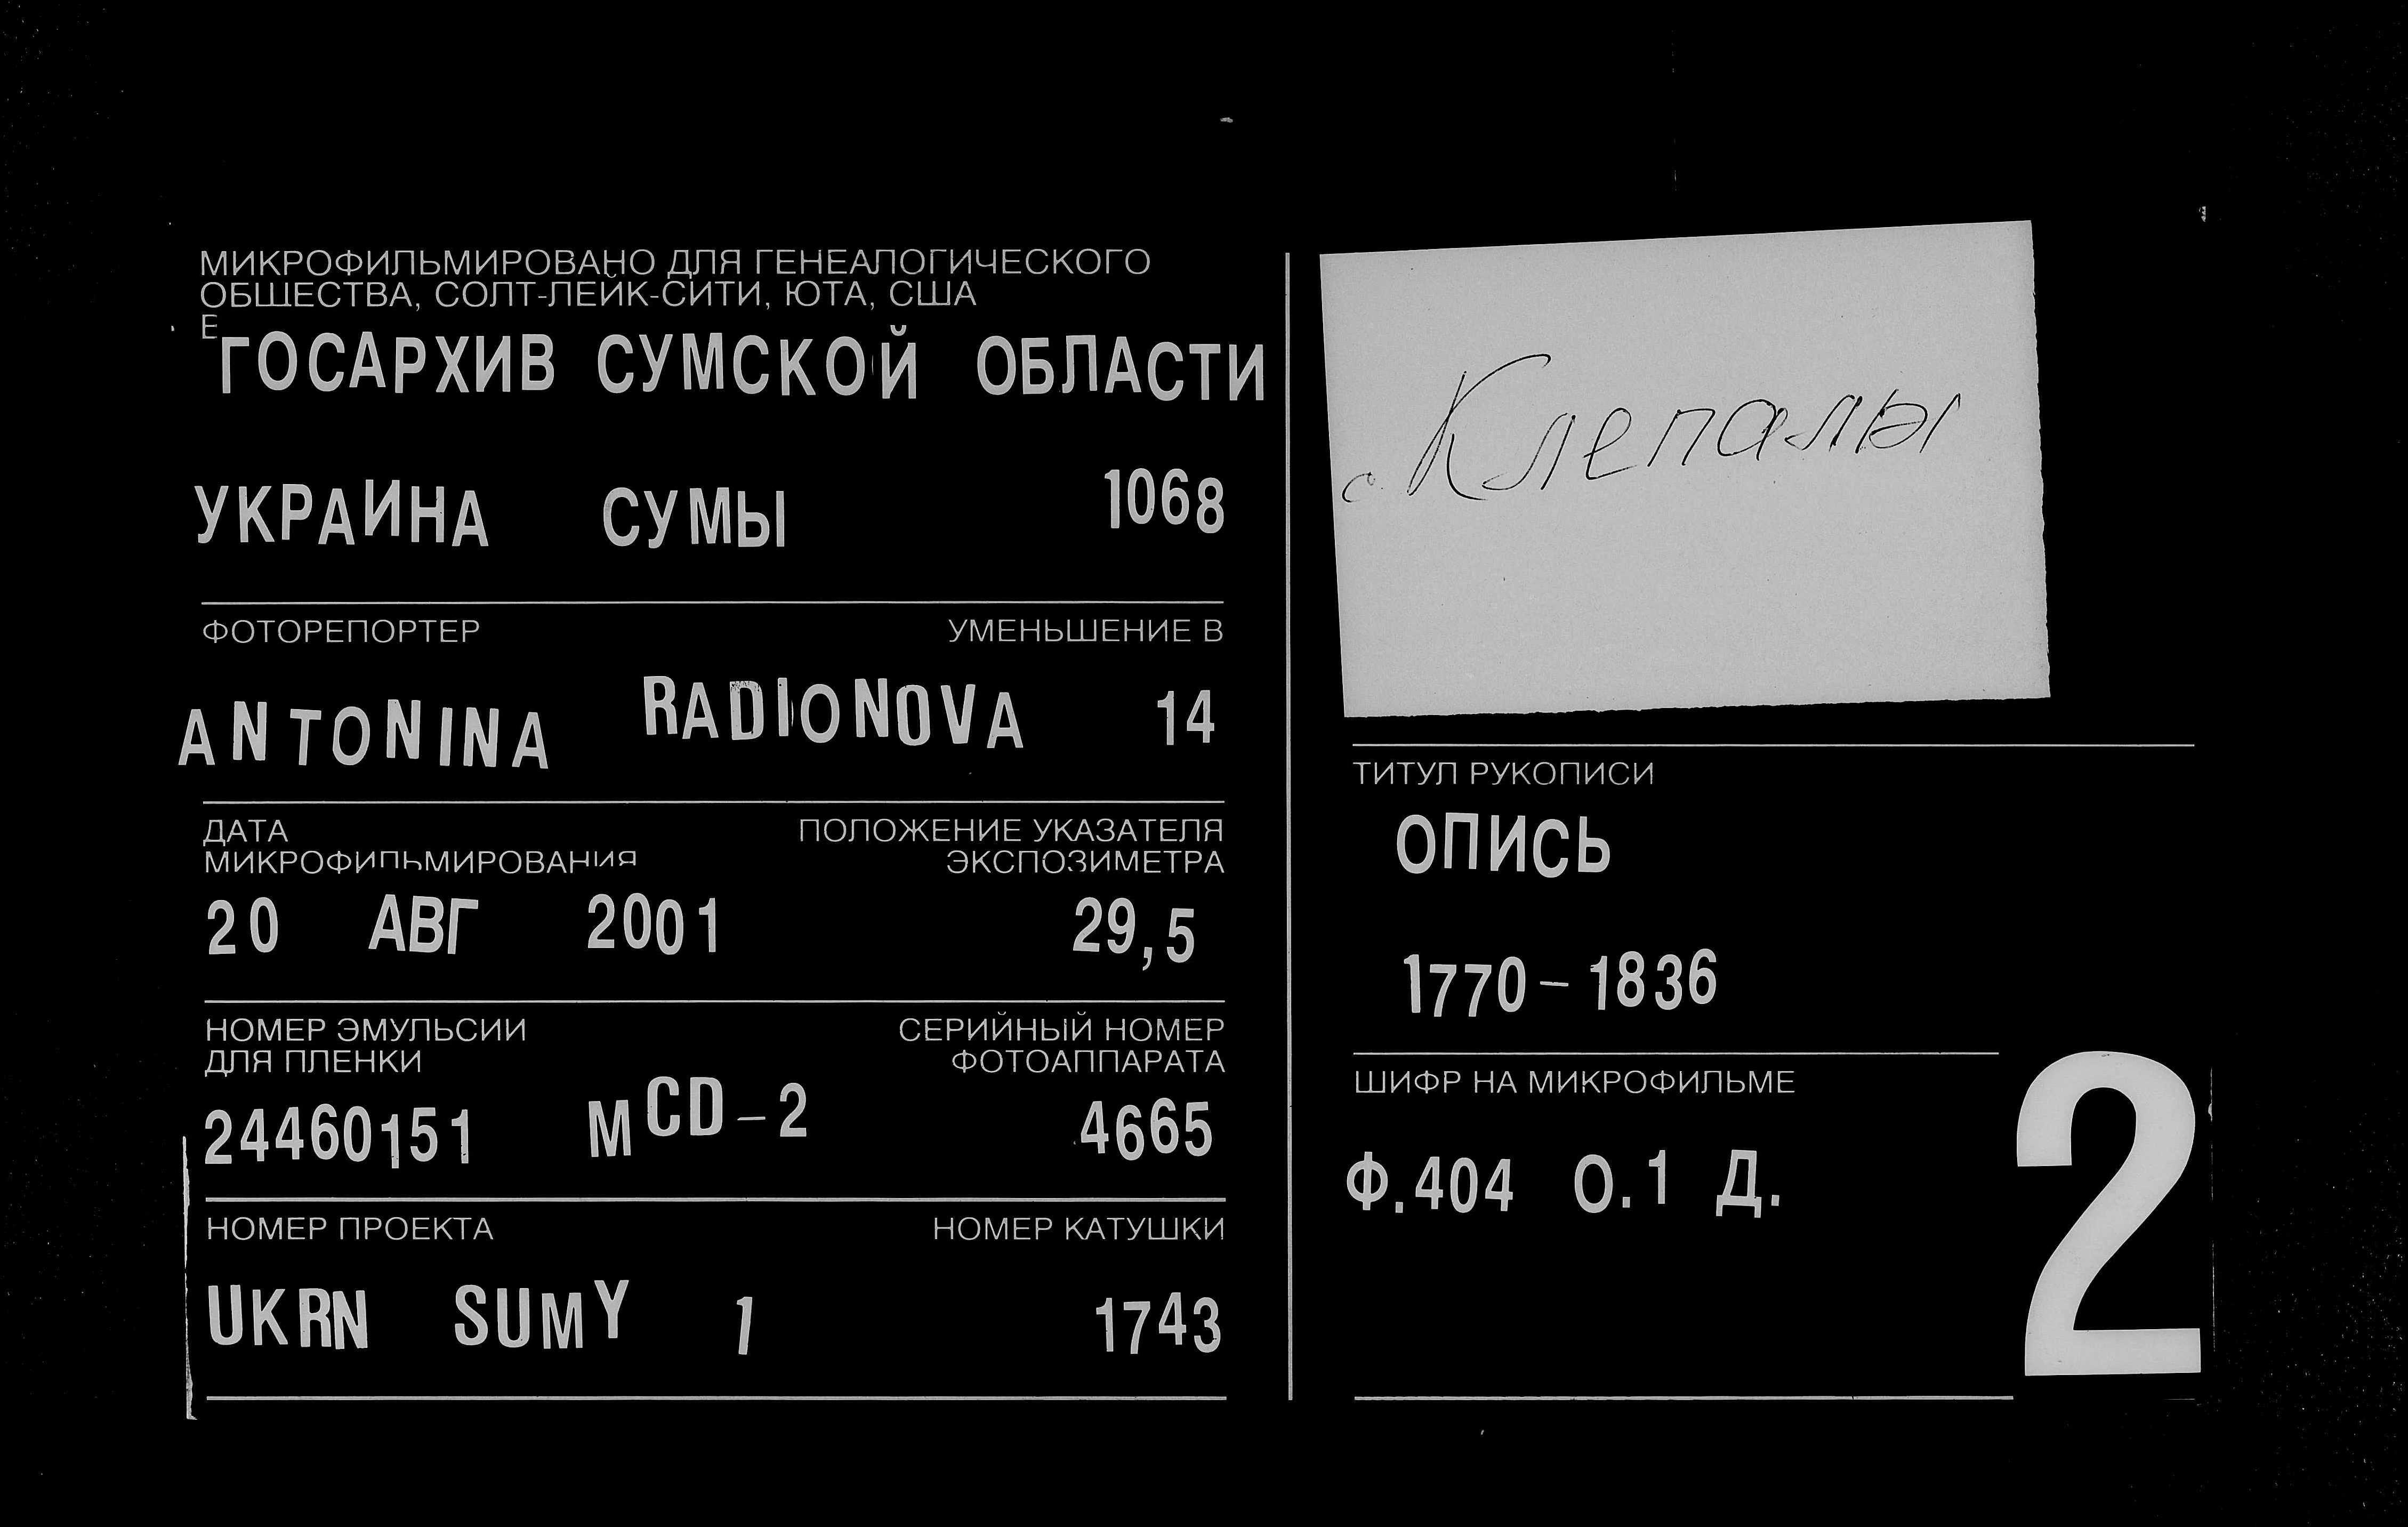 МИКРОФИЛЬМИРОВАНО ДЛЯ ГЕНЕАЛОГИЧЕСКОГО
ОБЩЕСТВА, СОЛТ-ЛЕЙК-СИТИ, ЮТА, США
Е
ГОСАРХИВ СУМСКОЙ ОБЛАСТИ
УКРАИНА СУМЫ 1068
ФОТОРЕПОРТЕР УМЕНЬШЕНИЕ В
ANTONINA RADIONOVA 14
ДАТА ПОЛОЖЕНИЕ УКАЗАТЕЛЯ
МИКРОФИЛЬМИРОВАНИЯ ЭКСПОЗИМЕТРА
20 АВГ 2001 29,5
НОМЕР ЭМУЛЬСИИ СЕРИЙНЫЙ НОМЕР
ДЛЯ ПЛЕНКИ ФОТОАППАРАТА
24460151 MCD-2 4665
НОМЕР ПРОЕКТА НОМЕР КАТУШКИ
UKRN SUMY 1 1743
с. Клепалы
ТИТУЛ РУКОПИСИ
ОПИСЬ
1770-1836
ШИФР НА МИКРОФИЛЬМЕ
Ф.404 О.1 Д.
2